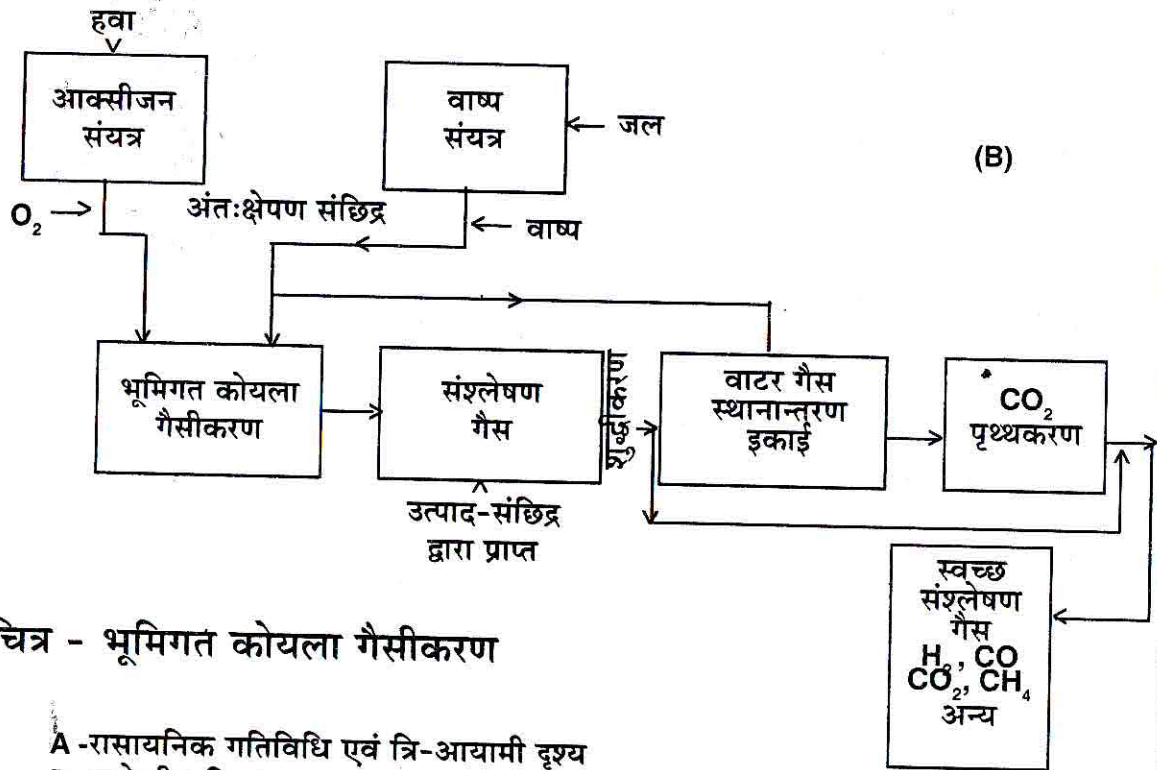 हवा
आक्सीजन
संयत्र
वाष्प
संयत्र
जल
(B)
O₂
अंतःक्षेपण संछिद्र
वाष्प
भूमिगत कोयला
गैसीकरण
संश्लेषण
गैस
शुद्धीकरण
वाटर गैस
स्थानान्तरण
इकाई
CO₂
पृथ्थकरण
उत्पाद-संछिद्र
द्वारा प्राप्त
स्वच्छ
संश्लेषण
गैस
H₂, CO
CO₂, CH₄
अन्य
चित्र - भूमिगत कोयला गैसीकरण
A -रासायनिक गतिविधि एवं त्रि-आयामी दृश्य